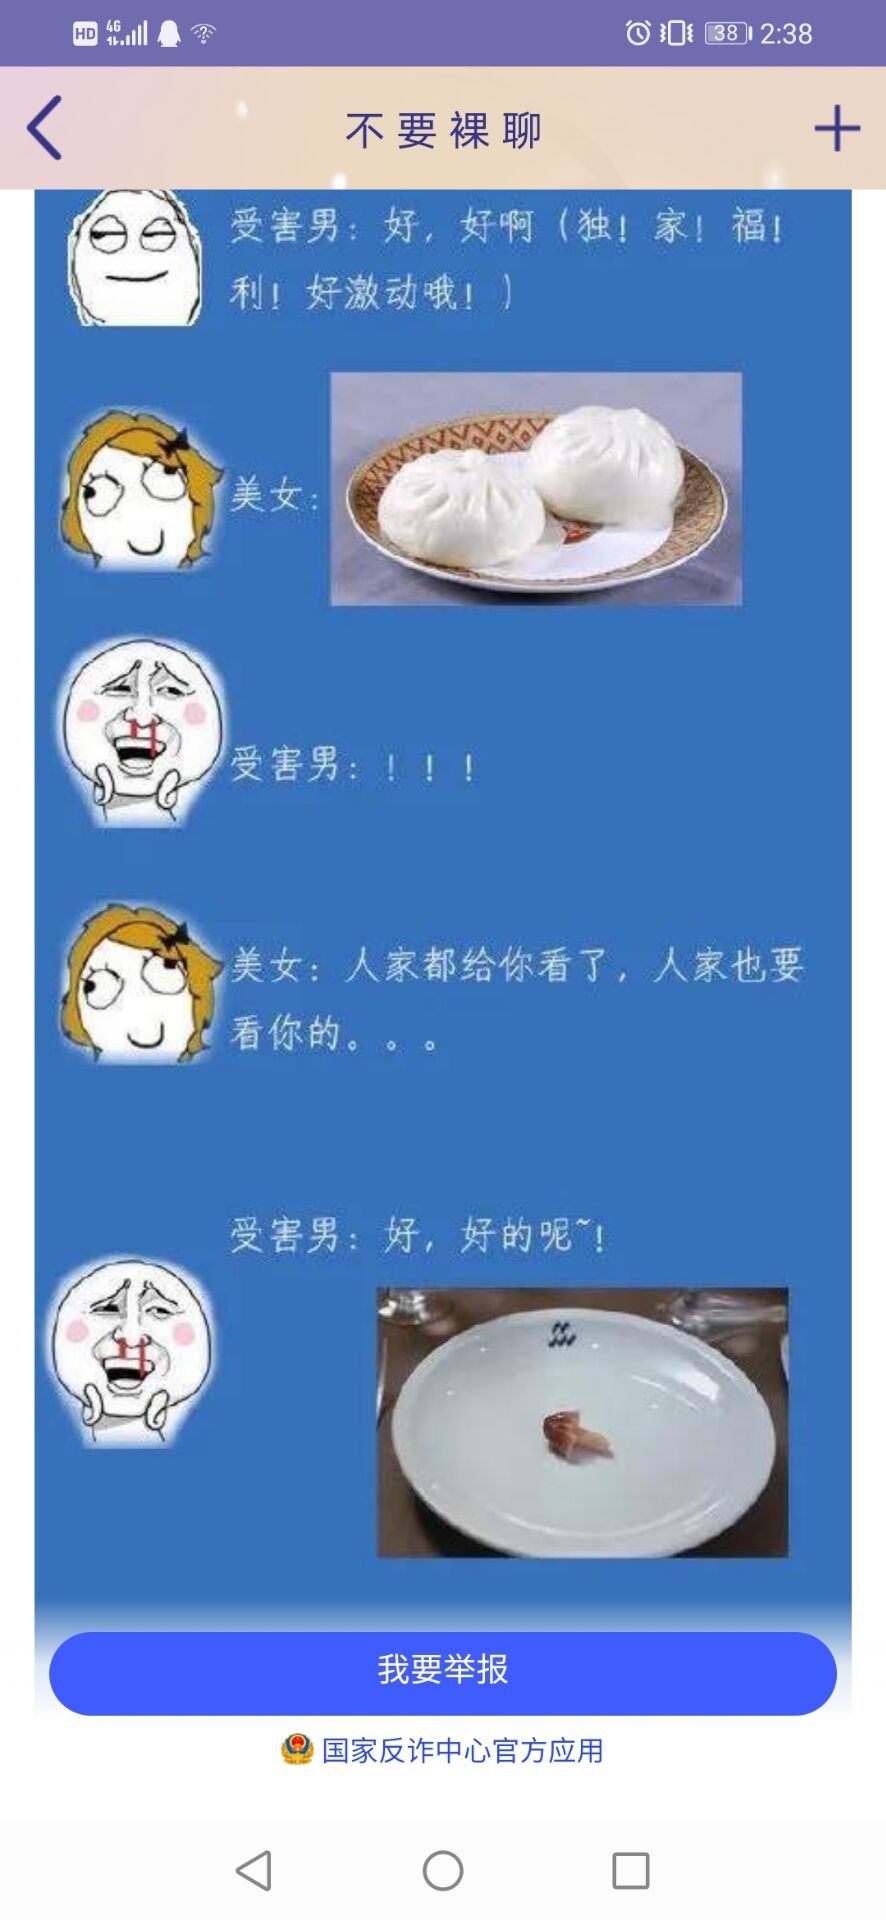 HD 4G 38 2:38
不要裸聊
受害男：好，好啊（独！家！福！
利！好激动哦！）
美女：
受害男：！！！
美女：人家都给你看了，人家也要
看你的。。。
受害男：好，好的呢~！
我要举报
国家反诈中心官方应用